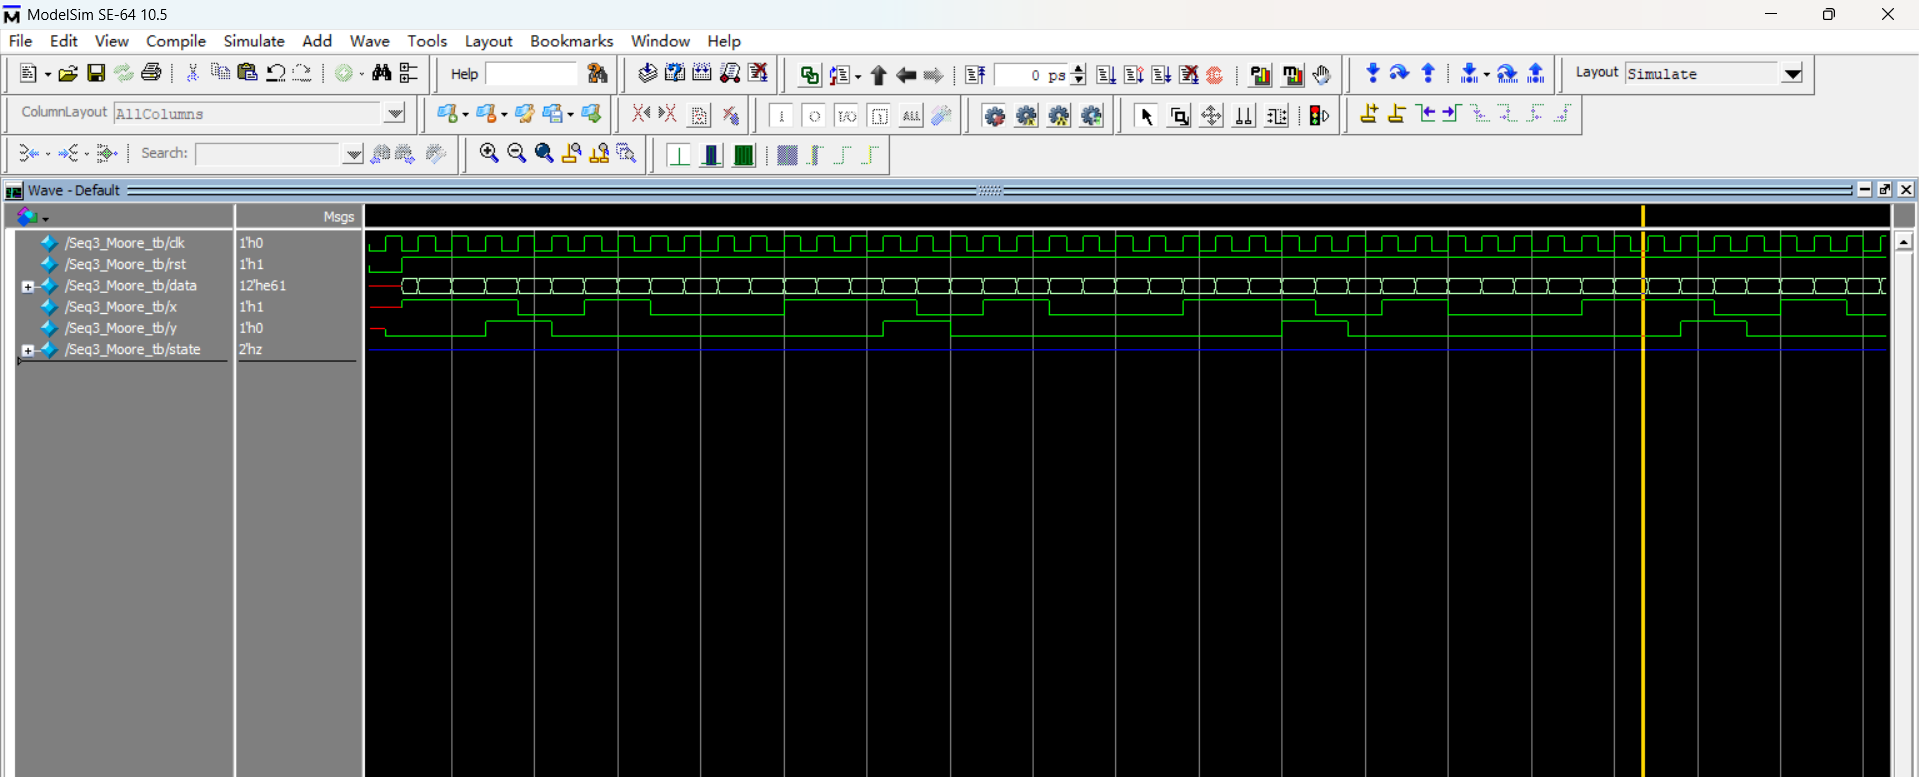 ModelSim SE-64 10.5
File Edit View Compile Simulate Add Wave Tools Layout Bookmarks Window Help
Help 0 ps Layout Simulate
ColumnLayout AllColumns
Search:
Wave - Default
Msgs
/Seq3_Moore_tb/clk 1'h0
/Seq3_Moore_tb/rst 1'h1
/Seq3_Moore_tb/data 12'he61
/Seq3_Moore_tb/x 1'h1
/Seq3_Moore_tb/y 1'h0
/Seq3_Moore_tb/state 2'hz